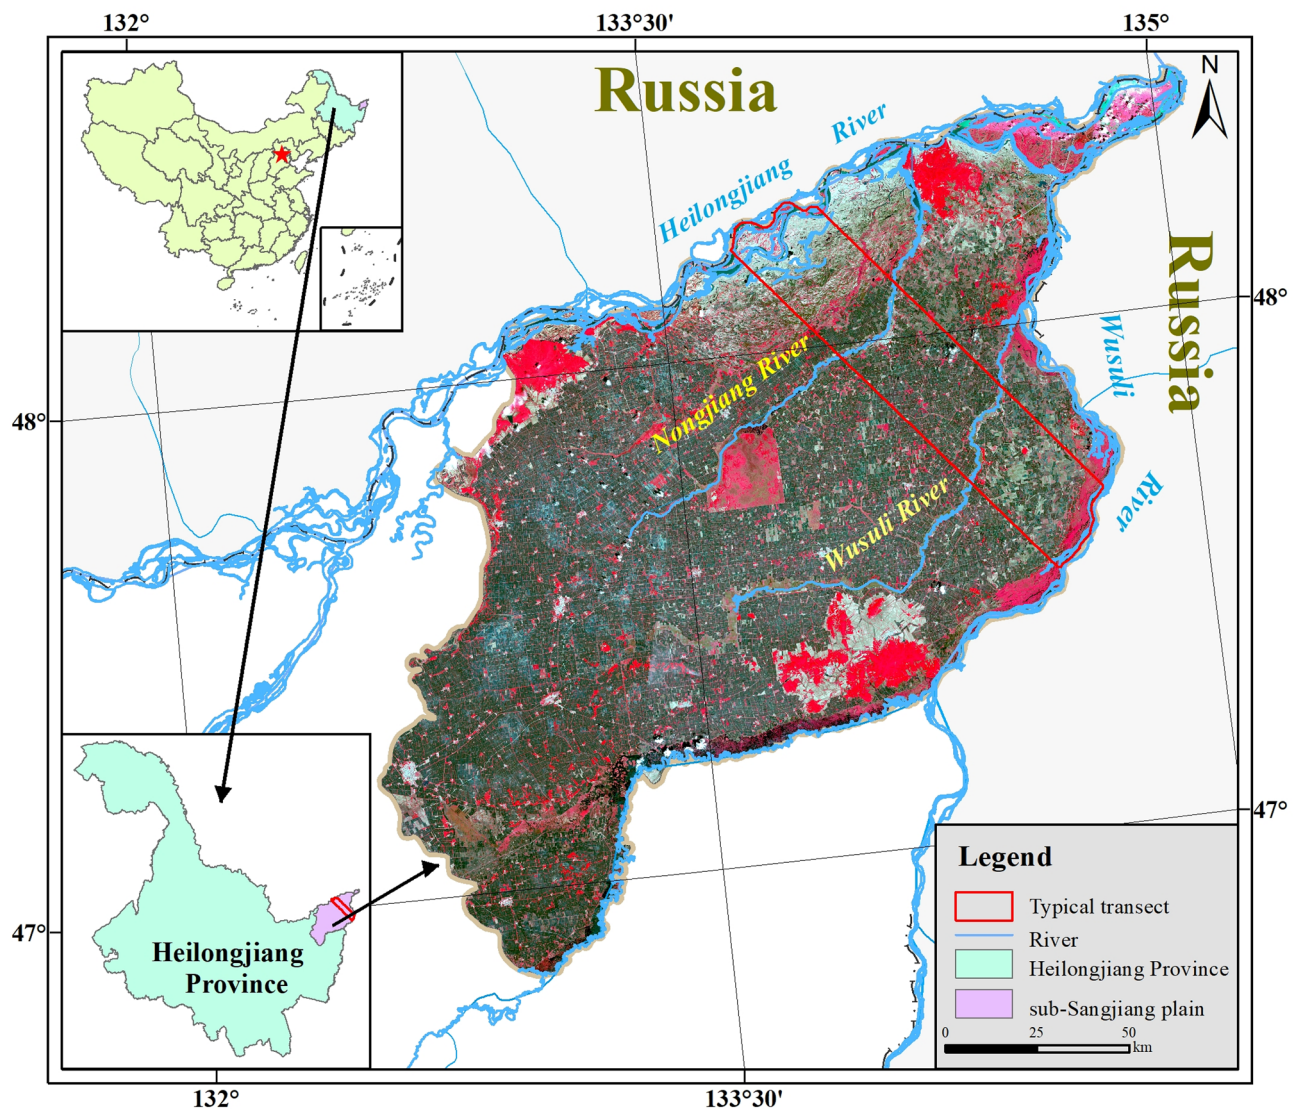 132°
133°30'
135°
N
Russia
Heilongjiang
River
Russia
48°
Wusuli
River
Nongjiang River
Wusuli River
48°
47°
47°
Heilongjiang
Province
Legend
Typical transect
River
Heilongjiang Province
sub-Sangjiang plain
0 25 50
km
132°
133°30'